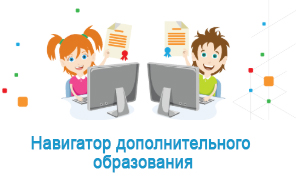 Навигатор дополнительного
образования